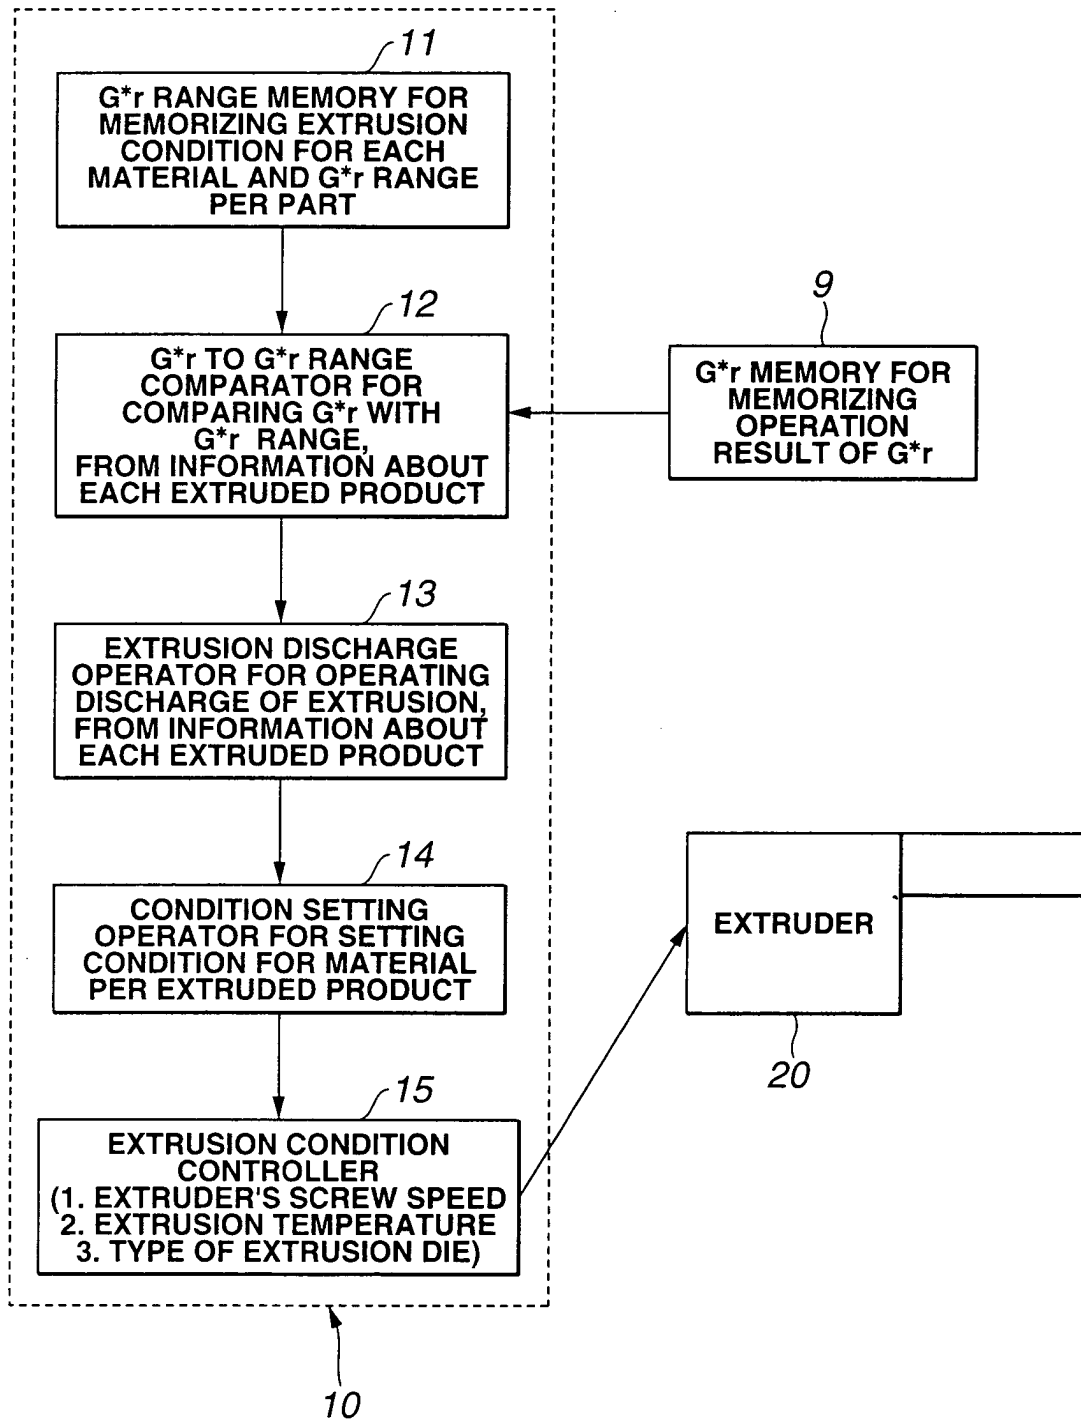 11
G*r RANGE MEMORY FOR
MEMORIZING EXTRUSION
CONDITION FOR EACH
MATERIAL AND G*r RANGE
PER PART
12
G*r TO G*r RANGE
COMPARATOR FOR
COMPARING G*r WITH
G*r RANGE,
FROM INFORMATION ABOUT
EACH EXTRUDED PRODUCT
9
G*r MEMORY FOR
MEMORIZING
OPERATION
RESULT OF G*r
13
EXTRUSION DISCHARGE
OPERATOR FOR OPERATING
DISCHARGE OF EXTRUSION,
FROM INFORMATION ABOUT
EACH EXTRUDED PRODUCT
14
CONDITION SETTING
OPERATOR FOR SETTING
CONDITION FOR MATERIAL
PER EXTRUDED PRODUCT
EXTRUDER
20
15
EXTRUSION CONDITION
CONTROLLER
(1. EXTRUDER'S SCREW SPEED
2. EXTRUSION TEMPERATURE
3. TYPE OF EXTRUSION DIE)
10